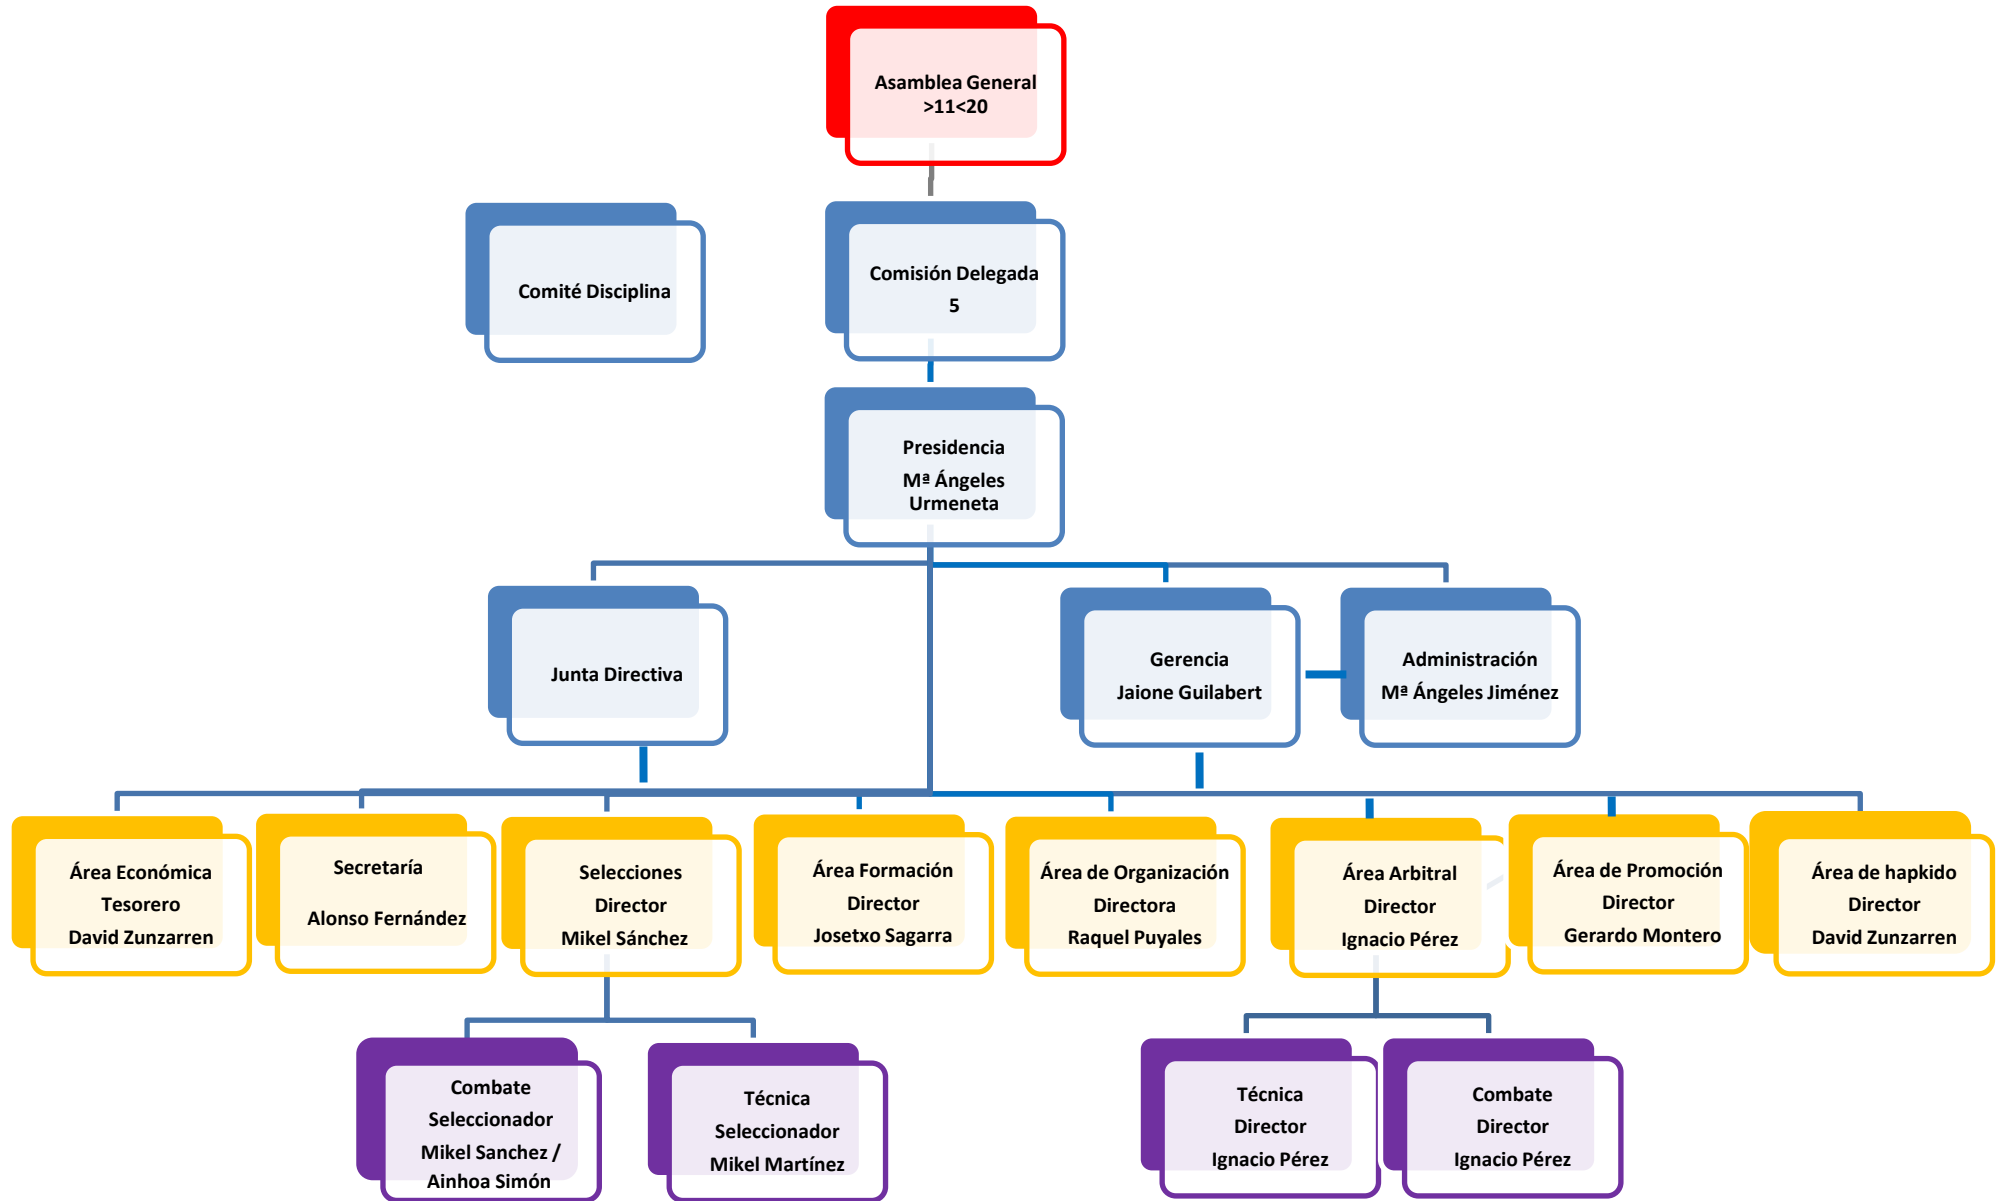 Asamblea General
>11<20
Comité Disciplina
Comisión Delegada
5
Presidencia
Mª Ángeles
Urmeneta
Junta Directiva
Gerencia
Jaione Guilabert
Administración
Mª Ángeles Jiménez
Área Económica
Tesorero
David Zunzarren
Secretaría
Alonso Fernández
Selecciones
Director
Mikel Sánchez
Área Formación
Director
Josetxo Sagarra
Área de Organización
Directora
Raquel Puyales
Área Arbitral
Director
Ignacio Pérez
Área de Promoción
Director
Gerardo Montero
Área de hapkido
Director
David Zunzarren
Combate
Seleccionador
Mikel Sanchez /
Ainhoa Simón
Técnica
Seleccionador
Mikel Martínez
Técnica
Director
Ignacio Pérez
Combate
Director
Ignacio Pérez